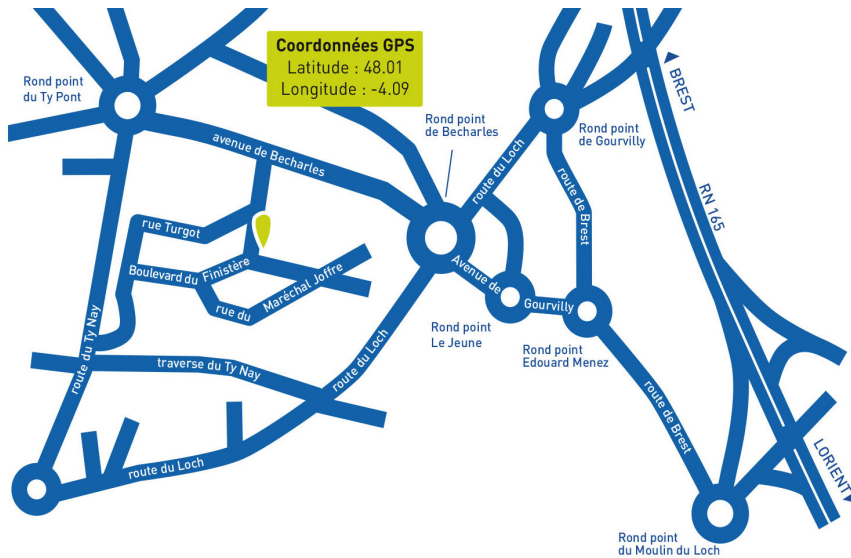 Coordonnées GPS
Latitude : 48.01
Longitude : -4.09
Rond point
du Ty Pont
avenue de Becharles
Rond point
de Becharles
route du Loch
Rond point
de Gourvilly
BREST
RN 165
route de Brest
rue Turgot
Boulevard du Finistère
rue du Maréchal Joffre
Avenue de Gourvilly
Rond point
Le Jeune
Rond point
Edouard Menez
route du Ty Nay
traverse du Ty Nay
route du Loch
route du Loch
route de Brest
LORIENT
Rond point
du Moulin du Loch